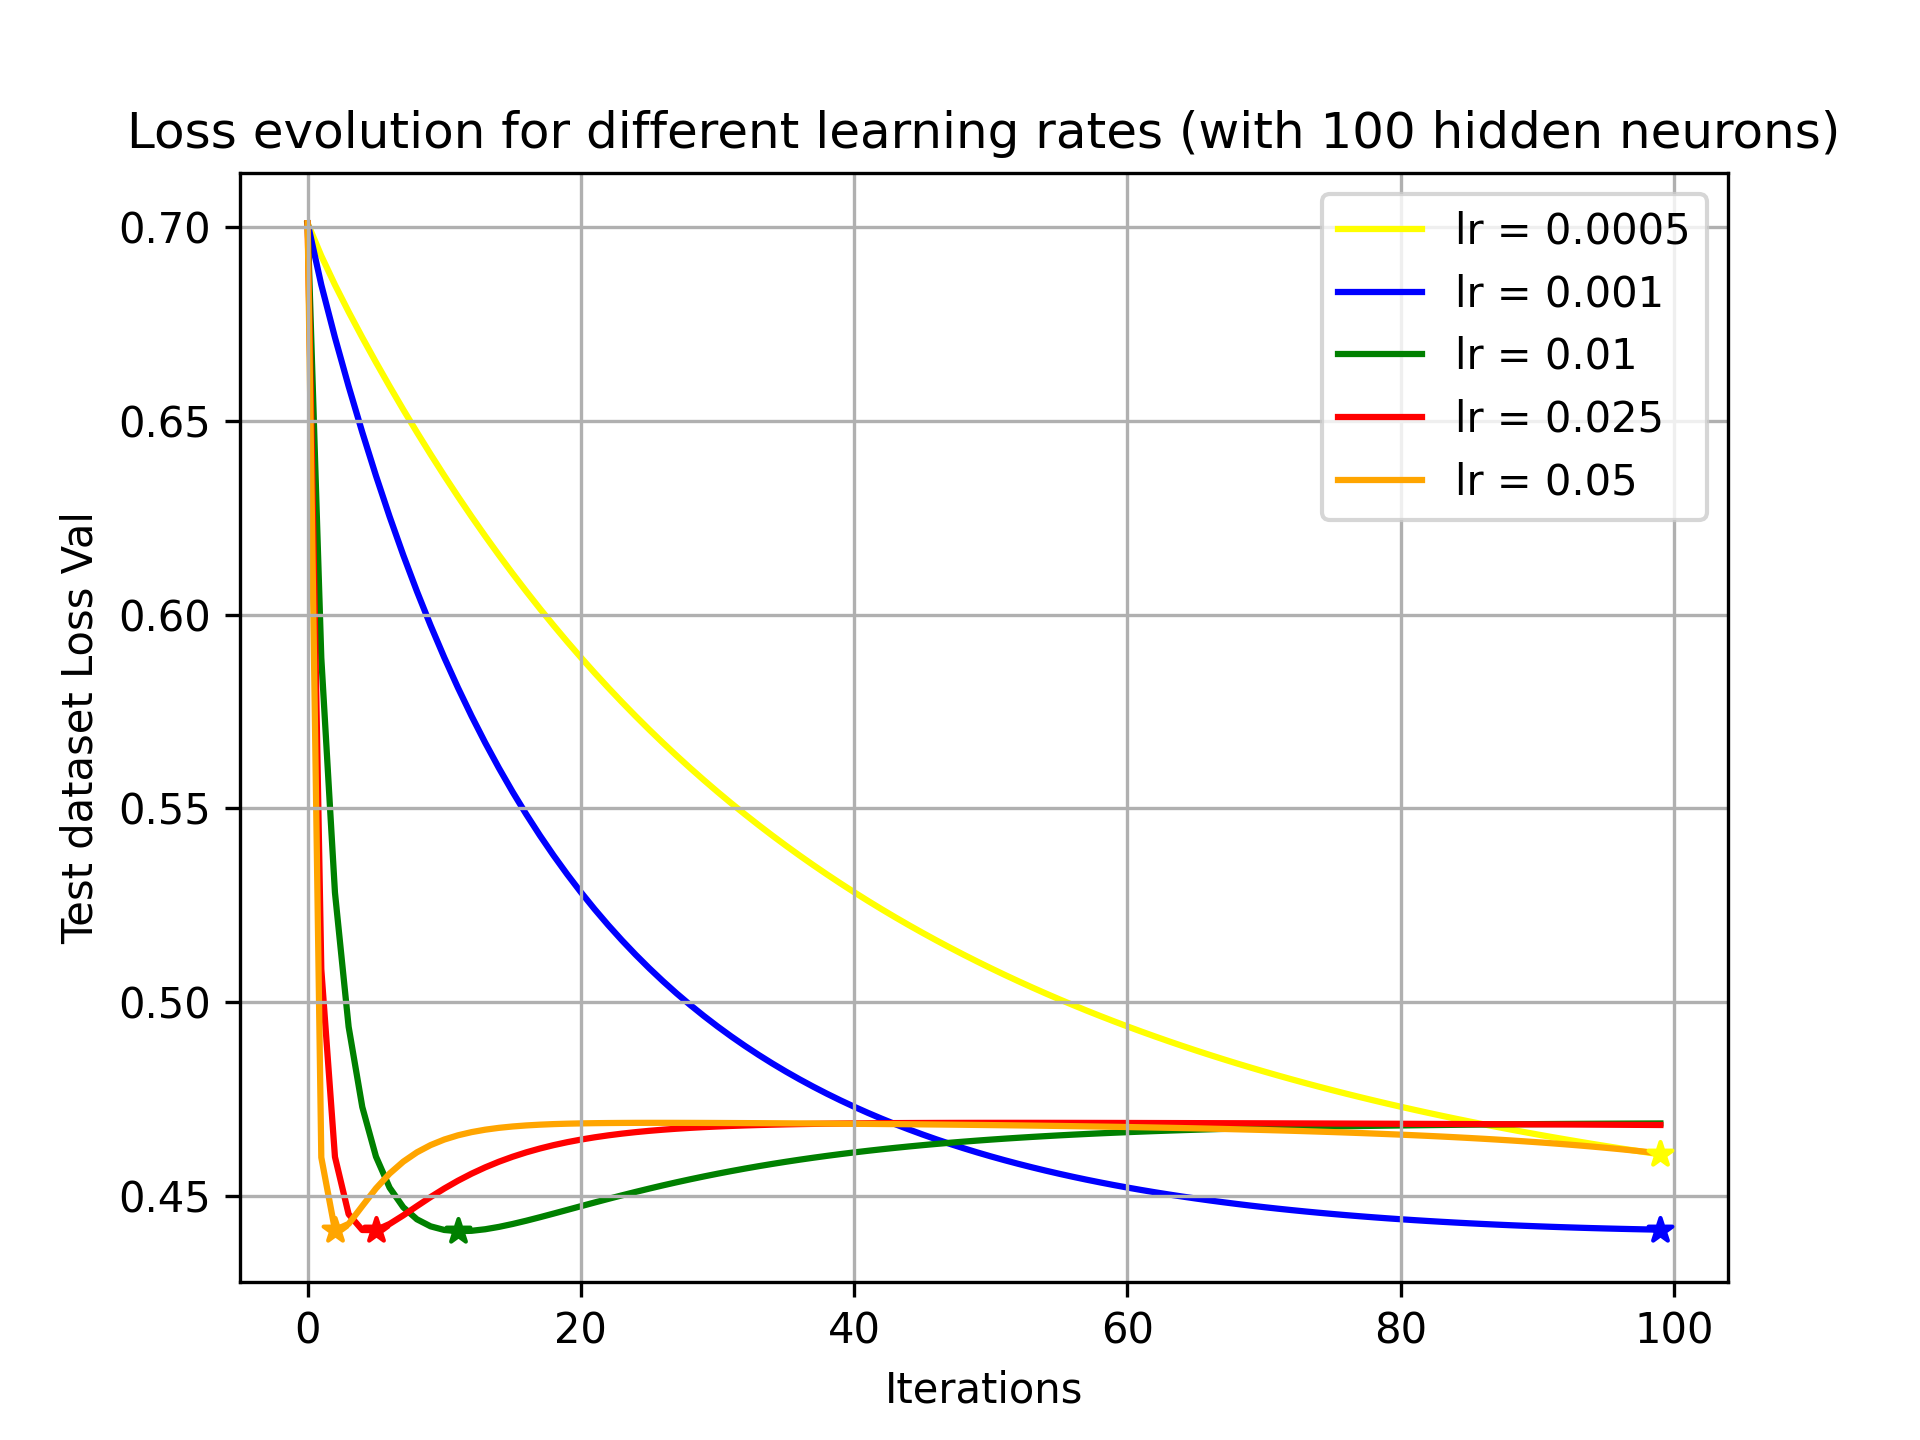 Loss evolution for different learning rates (with 100 hidden neurons)
lr = 0.0005
lr = 0.001
lr = 0.01
lr = 0.025
lr = 0.05
Test dataset Loss Val
0.70
0.65
0.60
0.55
0.50
0.45
0 20 40 60 80 100
Iterations